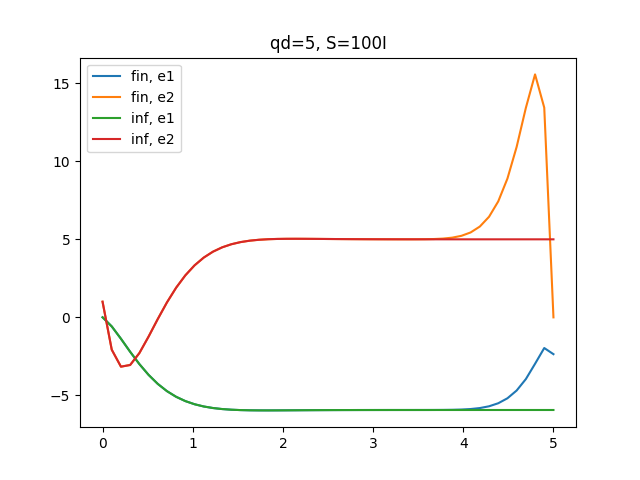 qd=5, S=100I
fin, e1
fin, e2
inf, e1
inf, e2
15
10
5
0
−5
0 1 2 3 4 5